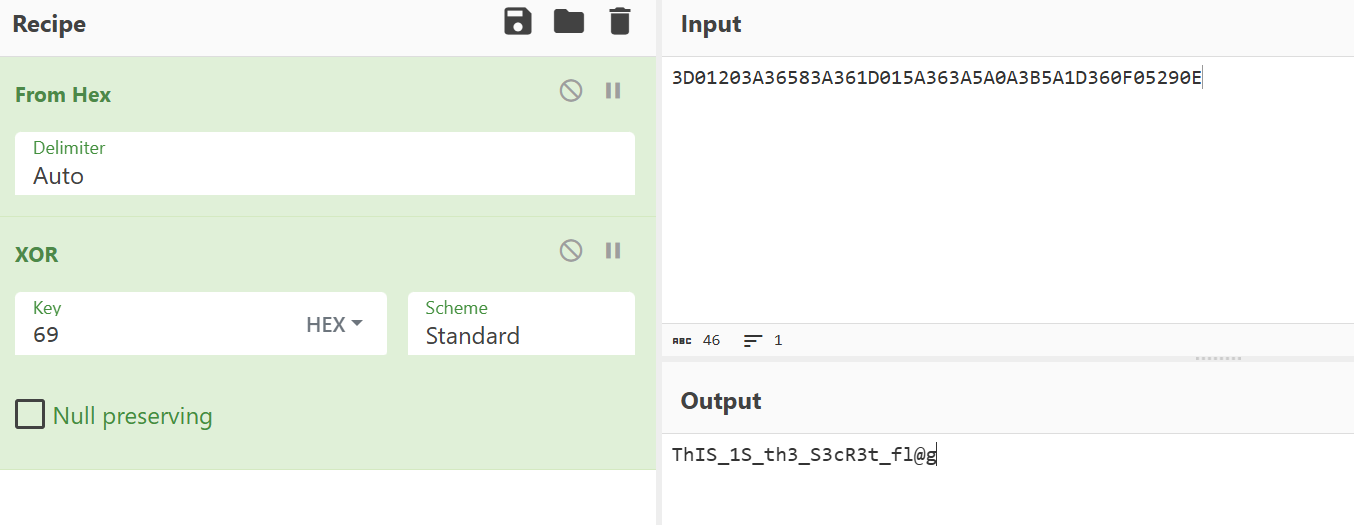 Recipe
From Hex
Delimiter
Auto
XOR
Key
69
HEX
Scheme
Standard
Null preserving
Input
3D01203A36583A361D015A363A5A0A3B5A1D360F05290E
ABC 46 1
Output
ThIS_1S_th3_S3cR3t_fl@g